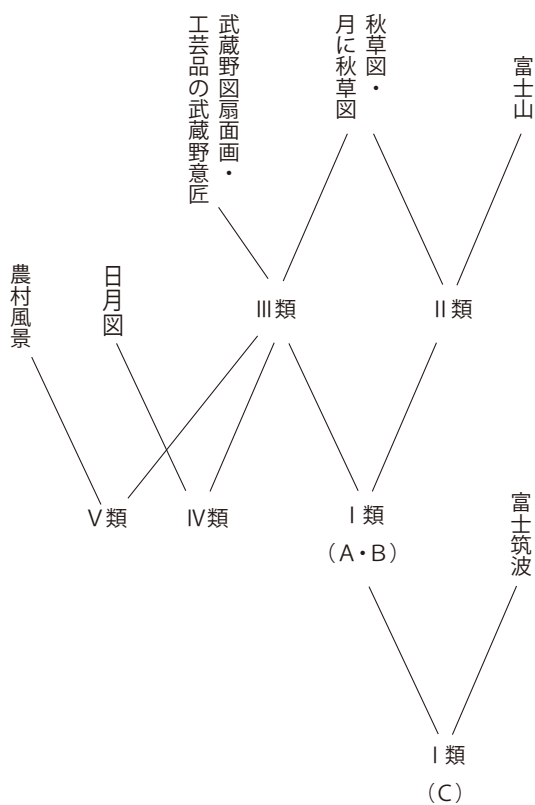 富士山
秋草図・
月に秋草図
武蔵野図扇面画・
工芸品の武蔵野意匠
Ⅱ類
Ⅲ類
日月図
農村風景
富士筑波
Ⅰ類
（A・B）
Ⅳ類
Ⅴ類
Ⅰ類
（C）